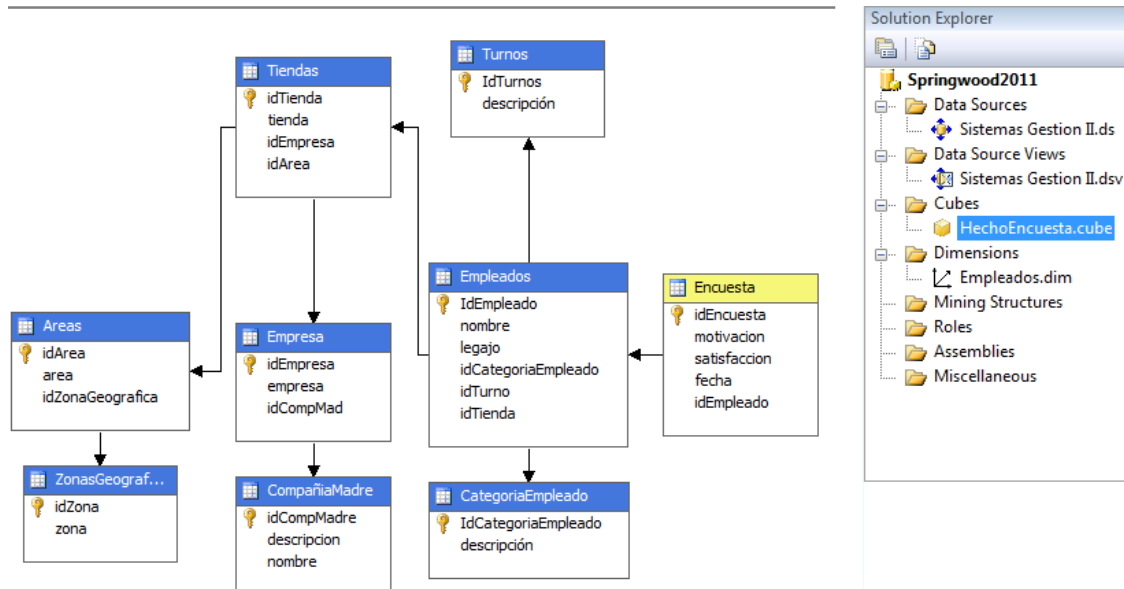 Turnos
IdTurnos
descripción
Tiendas
idTienda
tienda
idEmpresa
idArea
Empleados
IdEmpleado
nombre
legajo
idCategoriaEmpleado
idTurno
idTienda
Encuesta
idEncuesta
motivacion
satisfaccion
fecha
idEmpleado
Areas
idArea
area
idZonaGeografica
Empresa
idEmpresa
empresa
idCompMad
ZonasGeograf...
idZona
zona
CompañiaMadre
idCompMadre
descripcion
nombre
CategoriaEmpleado
IdCategoriaEmpleado
descripción
Solution Explorer
Springwood2011
Data Sources
Sistemas Gestion II.ds
Data Source Views
Sistemas Gestion II.dsv
Cubes
HechoEncuesta.cube
Dimensions
Empleados.dim
Mining Structures
Roles
Assemblies
Miscellaneous